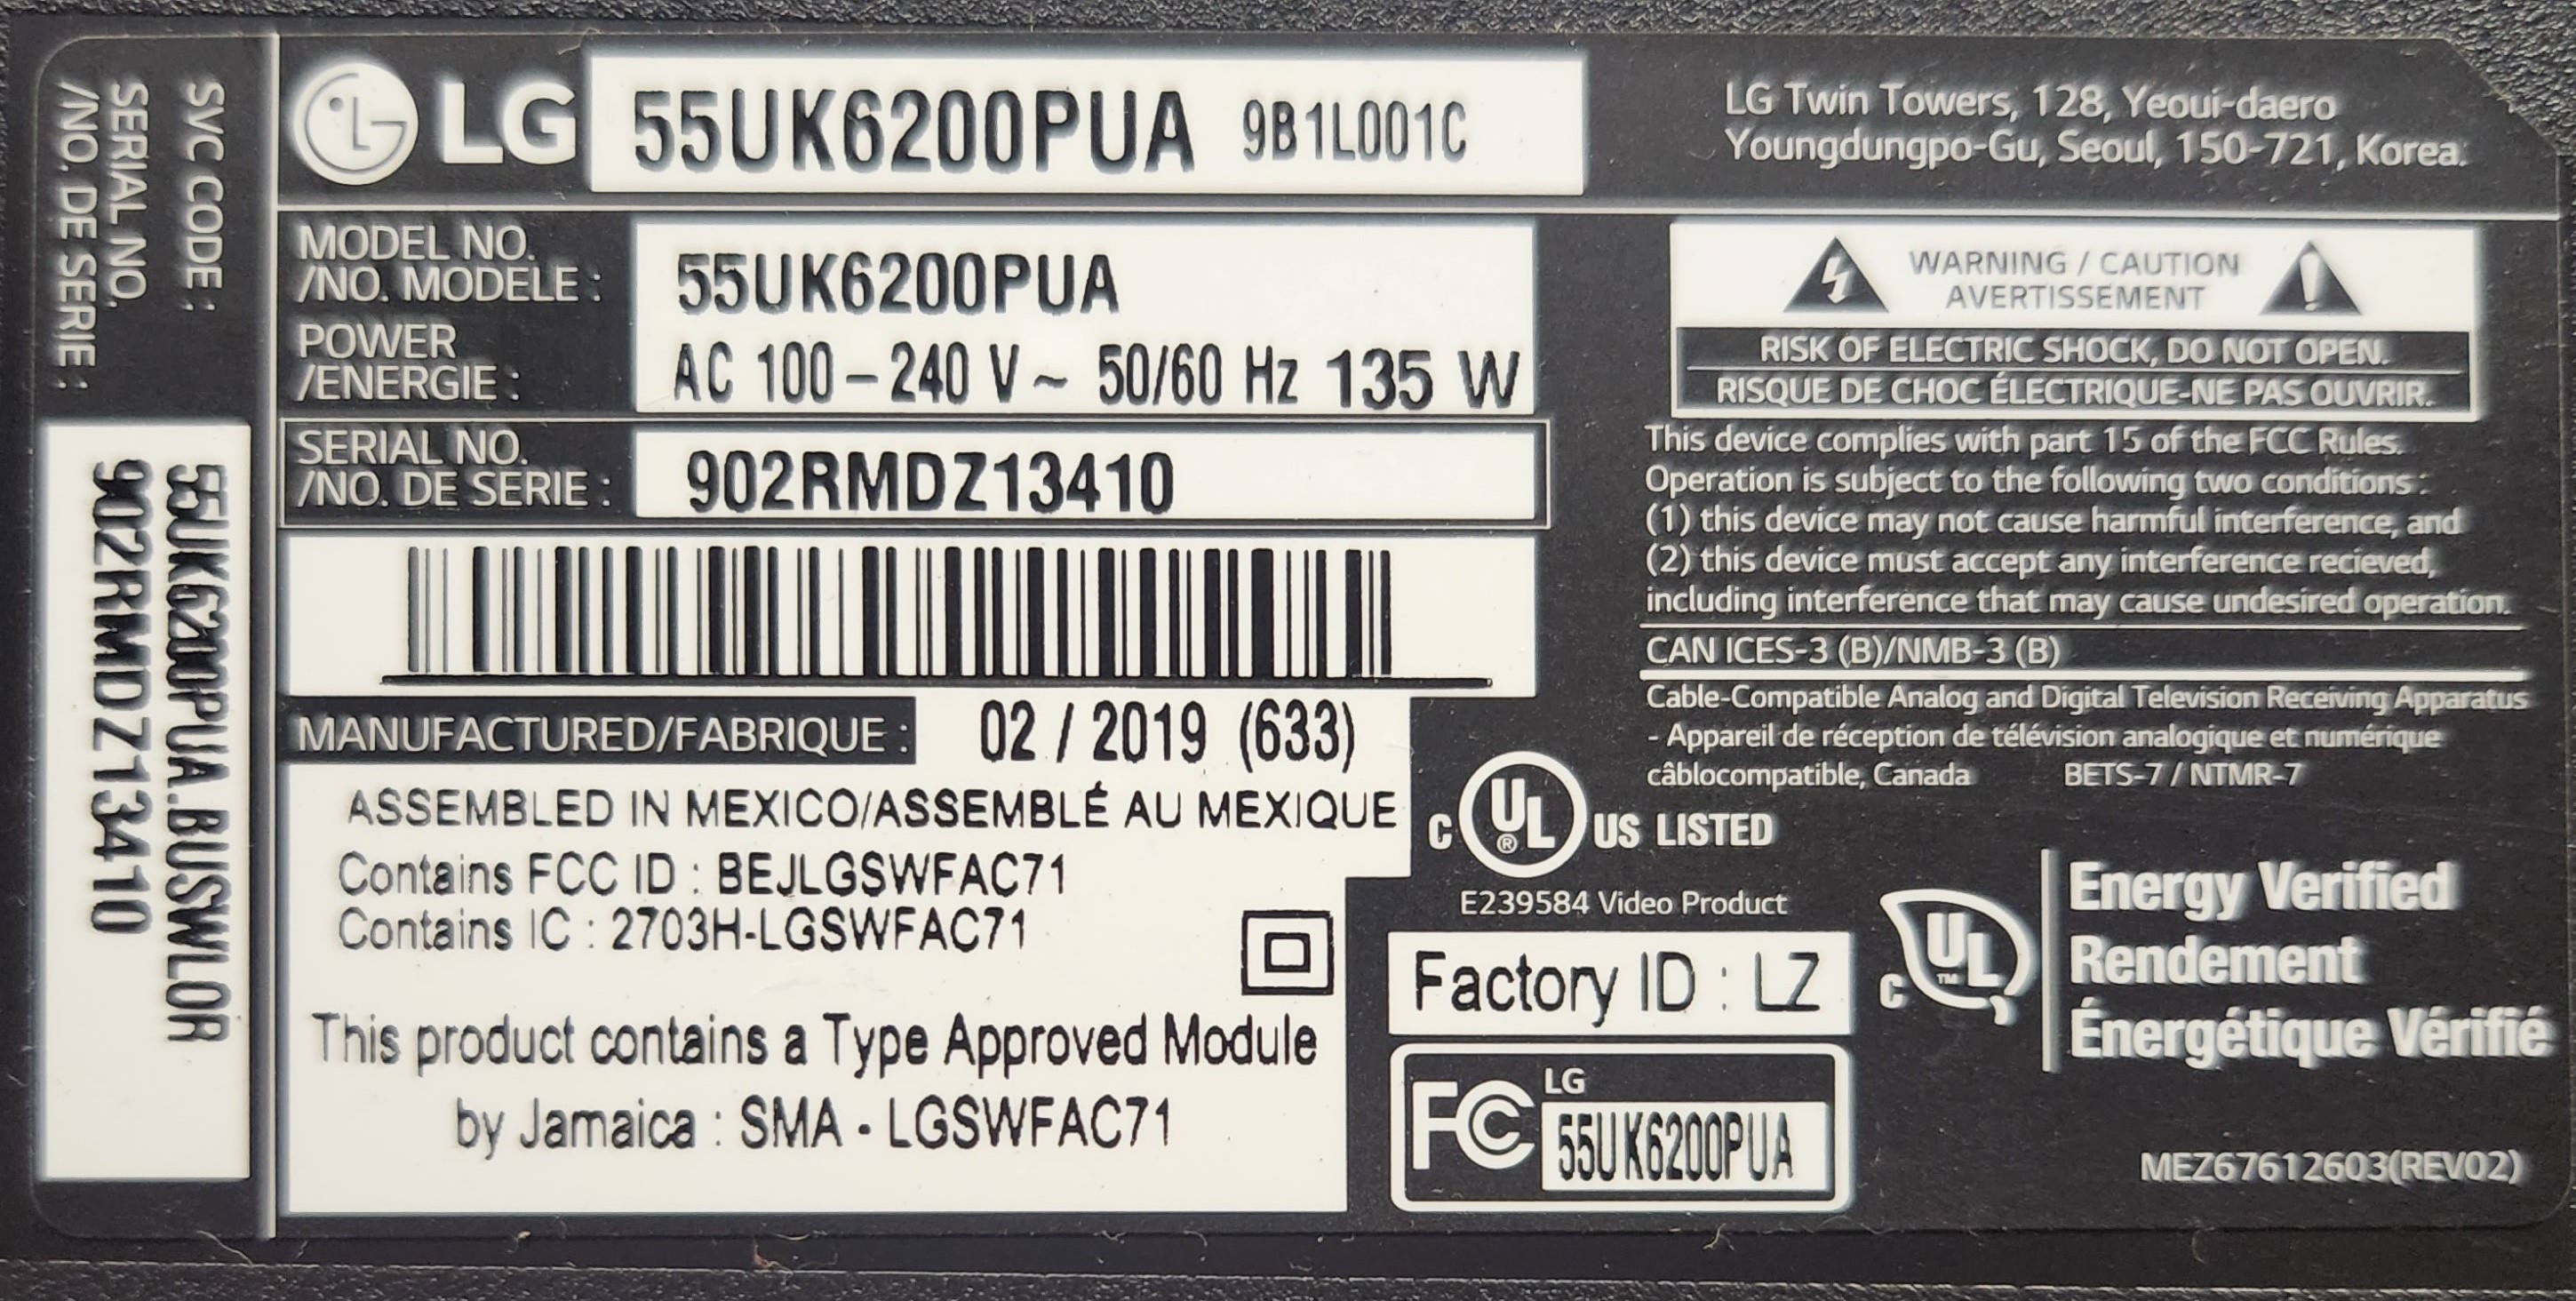 SVC CODE :
SERIAL NO.
/NO. DE SERIE :
55UK6200PUA.BUSWLOR
902RMDZ13410
LG 55UK6200PUA 9B1L001C
LG Twin Towers, 128, Yeoui-daero
Youngdungpo-Gu, Seoul, 150-721, Korea.
MODEL NO.
/NO. MODELE : 55UK6200PUA
POWER
/ENERGIE : AC 100 – 240 V ~ 50/60 Hz 135 W
SERIAL NO.
/NO. DE SERIE : 902RMDZ13410
MANUFACTURED/FABRIQUE : 02 / 2019 (633)
ASSEMBLED IN MEXICO/ASSEMBLÉ AU MEXIQUE
Contains FCC ID : BEJLGSWFAC71
Contains IC : 2703H-LGSWFAC71
This product contains a Type Approved Module
by Jamaica : SMA - LGSWFAC71
WARNING / CAUTION
AVERTISSEMENT
RISK OF ELECTRIC SHOCK, DO NOT OPEN.
RISQUE DE CHOC ÉLECTRIQUE-NE PAS OUVRIR.
This device complies with part 15 of the FCC Rules.
Operation is subject to the following two conditions :
(1) this device may not cause harmful interference, and
(2) this device must accept any interference recieved,
including interference that may cause undesired operation.
CAN ICES-3 (B)/NMB-3 (B)
Cable-Compatible Analog and Digital Television Receiving Apparatus
- Appareil de réception de télévision analogique et numérique
câblocompatible, Canada BETS-7 / NTMR-7
C UL ® US LISTED
E239584 Video Product
Factory ID : LZ
FC LG
55UK6200PUA
C UL ™
Energy Verified
Rendement
Énergétique Vérifié
MEZ67612603(REV02)